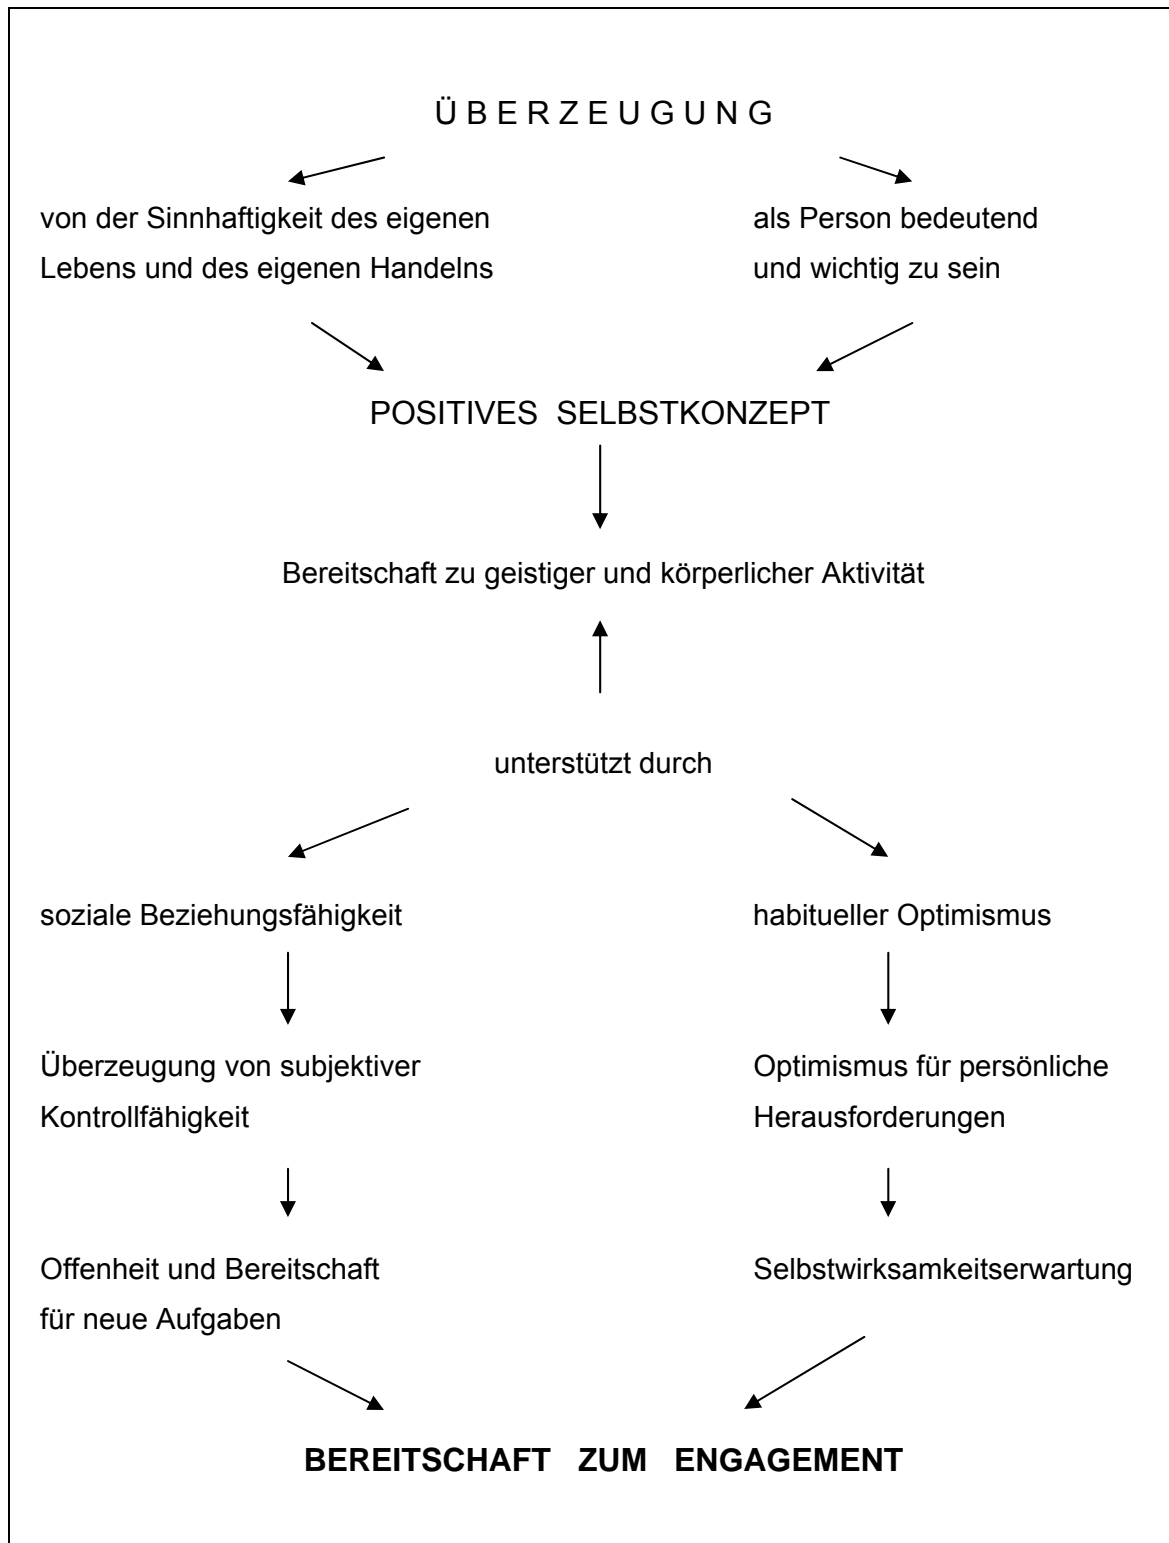 ÜBERZEUGUNG
von der Sinnhaftigkeit des eigenen
Lebens und des eigenen Handelns
als Person bedeutend
und wichtig zu sein
POSITIVES SELBSTKONZEPT
Bereitschaft zu geistiger und körperlicher Aktivität
unterstützt durch
soziale Beziehungsfähigkeit
habitueller Optimismus
Überzeugung von subjektiver
Kontrollfähigkeit
Optimismus für persönliche
Herausforderungen
Offenheit und Bereitschaft
für neue Aufgaben
Selbstwirksamkeitserwartung
BEREITSCHAFT ZUM ENGAGEMENT